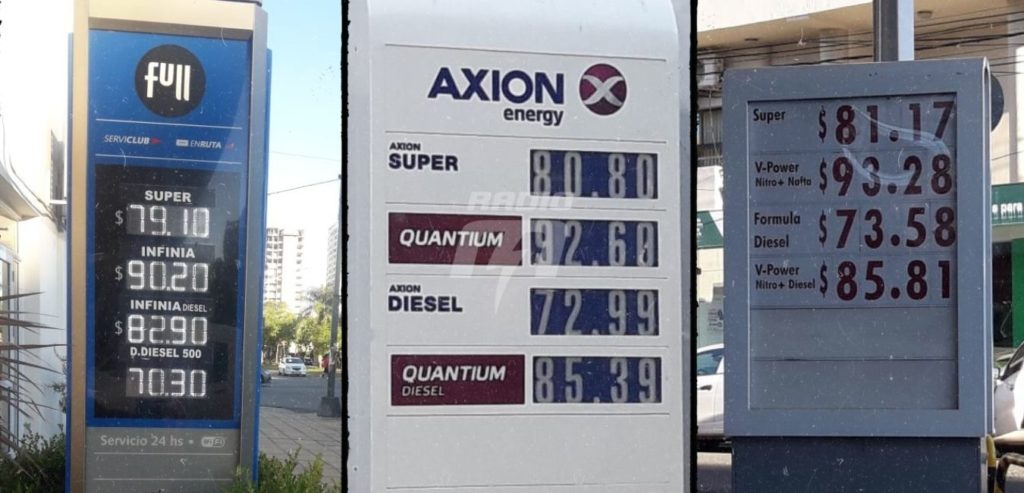 full
SERVICLUB ENRUTA
SUPER
$79.10
INFINIA
$90.20
INFINIA DIESEL
$82.90
D.DIESEL 500
70.30
Servicio 24 hs • WiFi
AXION
energy
AXION
SUPER 80.80
QUANTIUM 92.60
AXION
DIESEL 72.99
QUANTIUM
DIESEL 85.39
RADIO
Super $81.17
V-Power
Nitro+ Nafta $93.28
Formula
Diesel $73.58
V-Power
Nitro+ Diesel $85.81